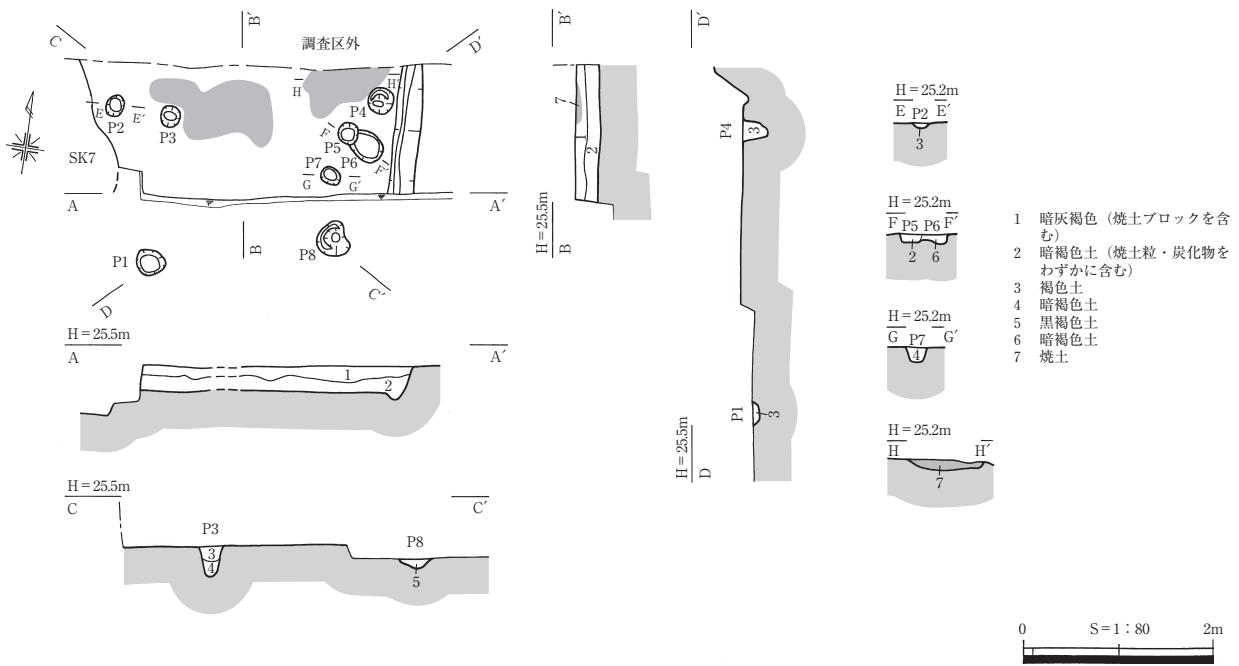 調査区外
C
B′
D′
H
H′
E
E′
P2
P3
P4
F
P5
P6
F′
P7
G
G′
SK7
A
A′
B
P1
P8
D
C′
H＝25.5m
A
A′
1
2
H＝25.5m
C
C′
P3
3
4
P8
5
B′
7
2
H＝25.5m
B
D′
P4
3
P1
3
H＝25.5m
D
H＝25.2m
E P2 E′
3
H＝25.2m
F P5 P6 F′
2 6
H＝25.2m
G P7 G′
4
H＝25.2m
H H′
7
1 暗灰褐色（焼土ブロックを含
む）
2 暗褐色土（焼土粒・炭化物を
わずかに含む）
3 褐色土
4 暗褐色土
5 黒褐色土
6 暗褐色土
7 焼土
0 S＝1：80 2m